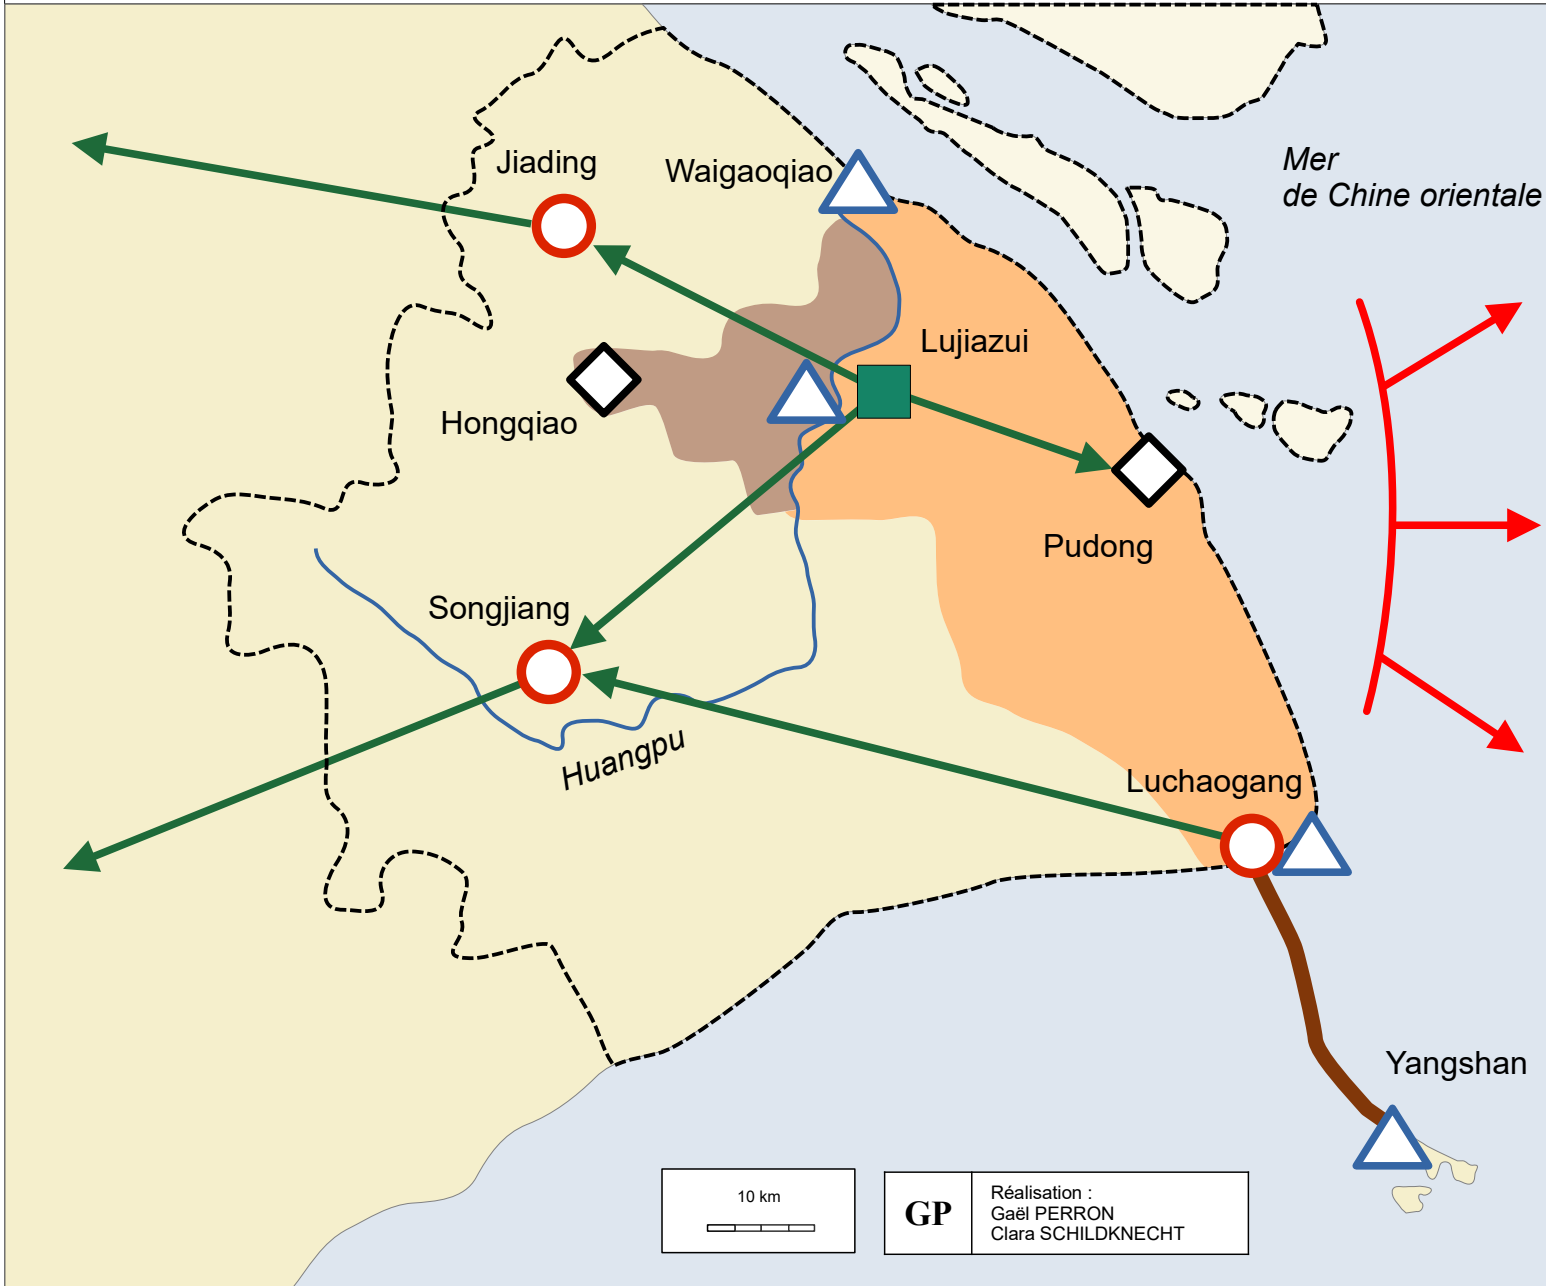 Jiading
Waigaoqiao
Mer
de Chine orientale
Lujiazui
Hongqiao
Pudong
Songjiang
Huangpu
Luchaogang
Yangshan
10 km
GP
Réalisation :
Gaël PERRON
Clara SCHILDKNECHT